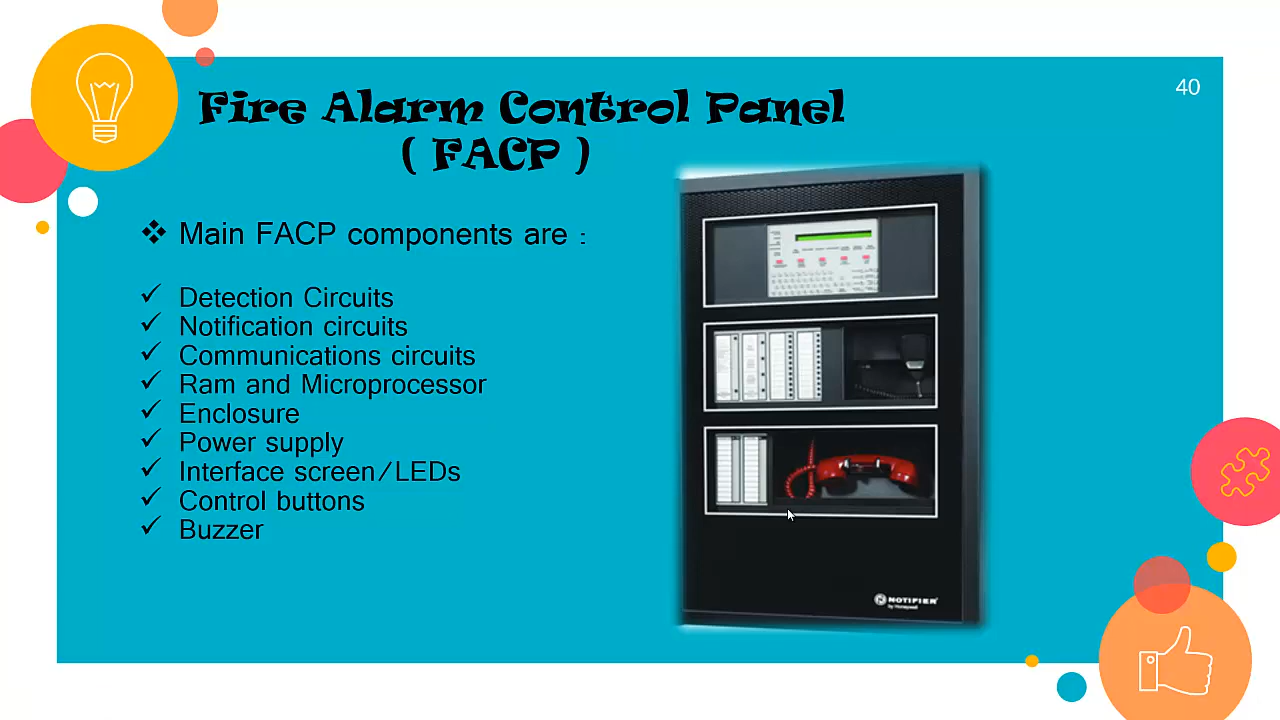 40
Fire Alarm Control Panel
( FACP )
❖ Main FACP components are :
✓ Detection Circuits
✓ Notification circuits
✓ Communications circuits
✓ Ram and Microprocessor
✓ Enclosure
✓ Power supply
✓ Interface screen/LEDs
✓ Control buttons
✓ Buzzer
NOTIFIER
by Honeywell